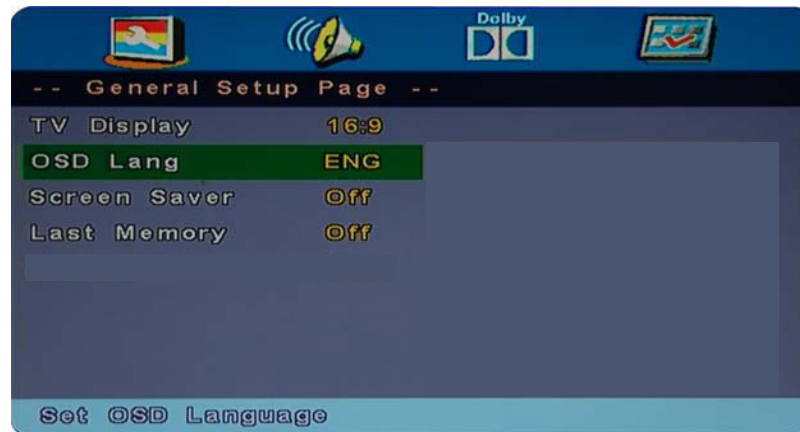 Dolby
-- General Setup Page --
TV Display 16:9
OSD Lang ENG
Screen Saver Off
Last Memory Off
Set OSD Language